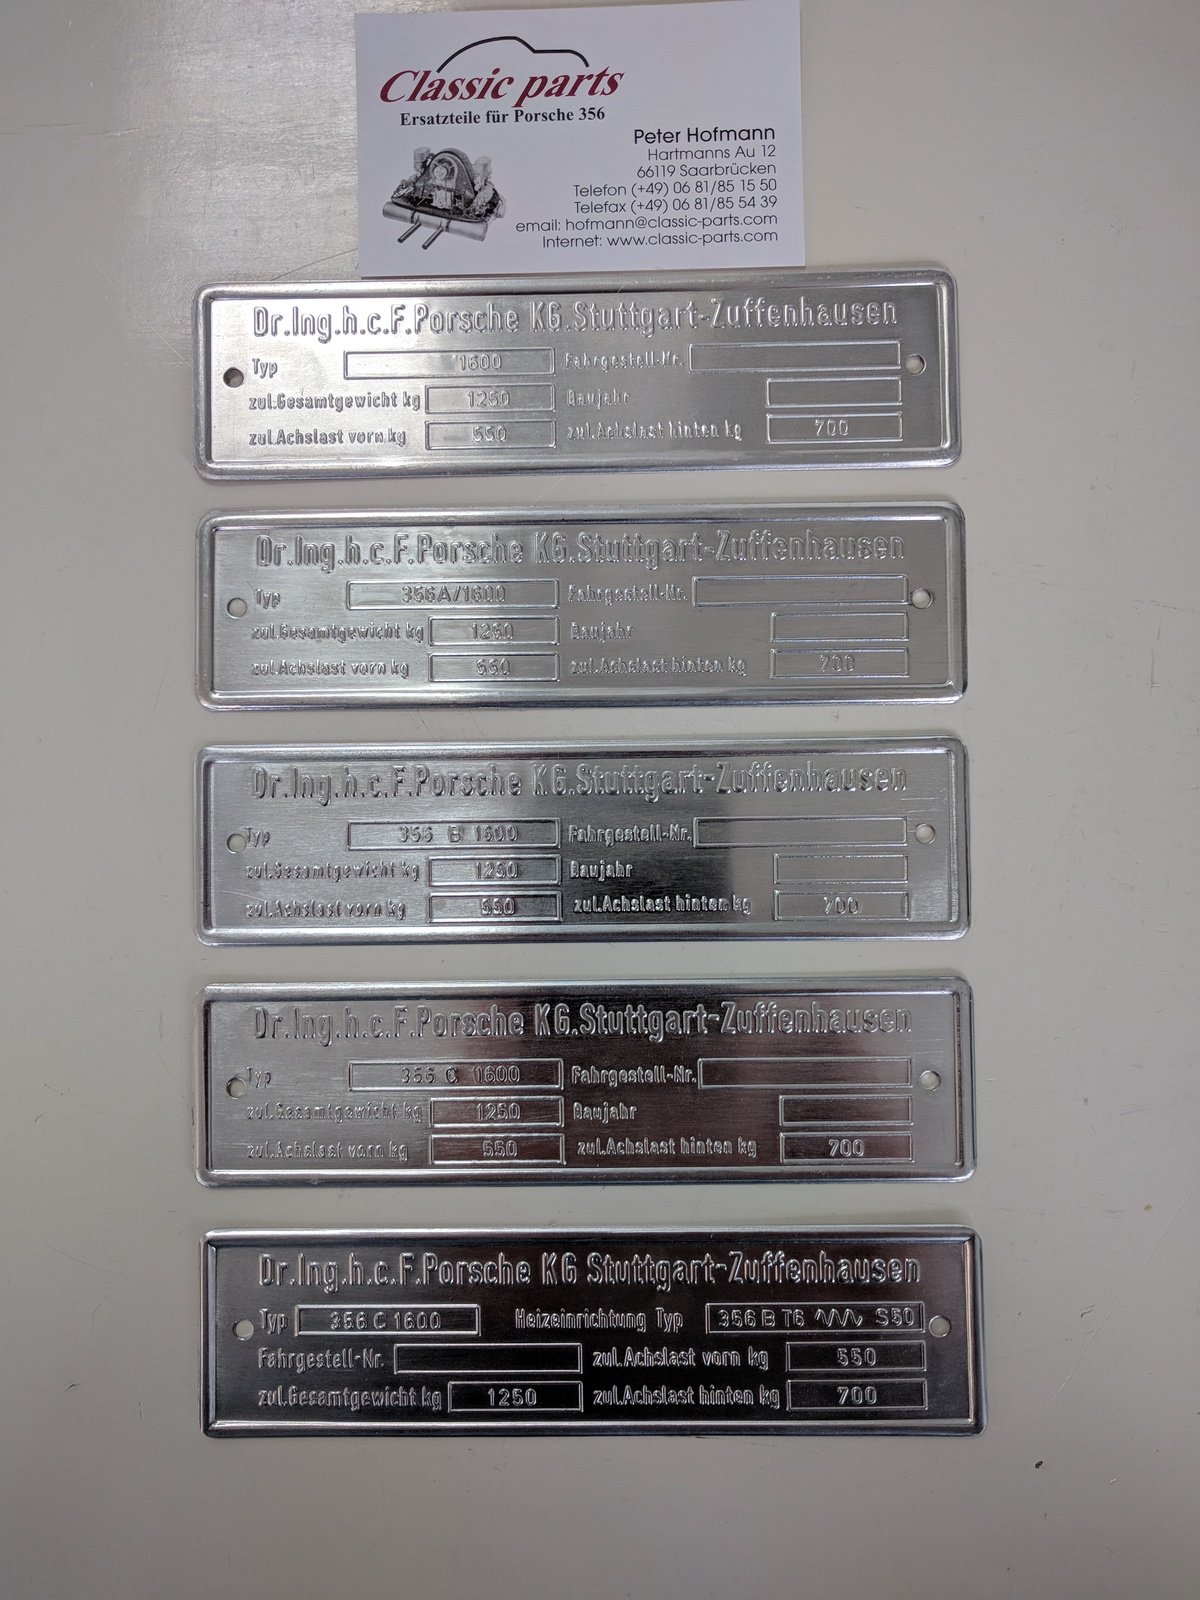 Classic parts
Ersatzteile für Porsche 356
Peter Hofmann
Hartmanns Au 12
66119 Saarbrücken
Telefon (+49) 06 81/85 15 50
Telefax (+49) 06 81/85 54 39
email: hofmann@classic-parts.com
Internet: www.classic-parts.com
Dr.Ing.h.c.F.Porsche KG.Stuttgart-Zuffenhausen
Typ 1600 Fahrgestell-Nr.
zul.Gesamtgewicht kg 1250 Baujahr
zul.Achslast vorn kg 550 zul.Achslast hinten kg 700
Dr.Ing.h.c.F.Porsche KG.Stuttgart-Zuffenhausen
Typ 356A/1600 Fahrgestell-Nr.
zul.Gesamtgewicht kg 1250 Baujahr
zul.Achslast vorn kg 550 zul.Achslast hinten kg 700
Dr.Ing.h.c.F.Porsche KG.Stuttgart-Zuffenhausen
Typ 356 B 1600 Fahrgestell-Nr.
zul.Gesamtgewicht kg 1250 Baujahr
zul.Achslast vorn kg 550 zul.Achslast hinten kg 700
Dr.Ing.h.c.F.Porsche KG.Stuttgart-Zuffenhausen
Typ 356 C 1600 Fahrgestell-Nr.
zul.Gesamtgewicht kg 1250 Baujahr
zul.Achslast vorn kg 550 zul.Achslast hinten kg 700
Dr.Ing.h.c.F.Porsche KG Stuttgart-Zuffenhausen
Typ 356 C 1600 Heizeinrichtung Typ 356 B T6 S50
Fahrgestell-Nr. zul.Achslast vorn kg 550
zul.Gesamtgewicht kg 1250 zul.Achslast hinten kg 700